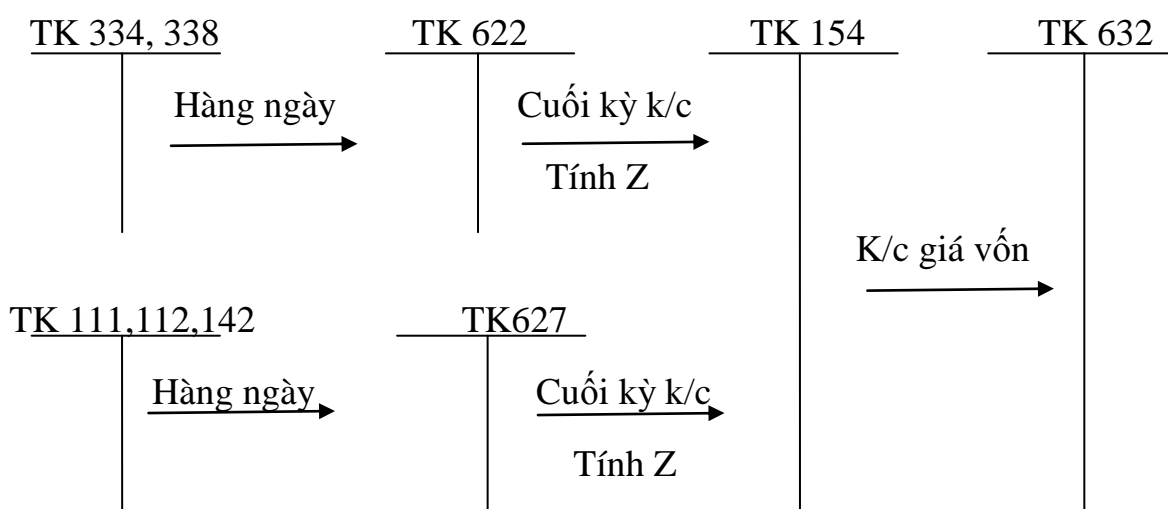 TK 334, 338 TK 622 TK 154 TK 632
Hàng ngày Cuối kỳ k/c
Tính Z
K/c giá vốn
TK 111,112,142 TK627
Hàng ngày Cuối kỳ k/c
Tính Z